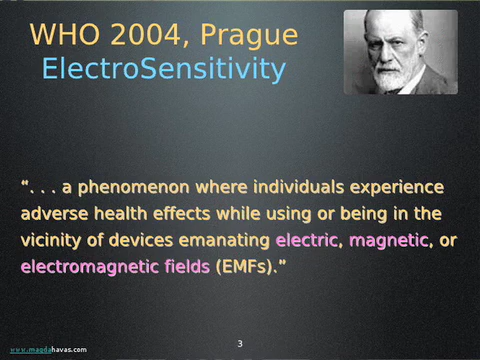 WHO 2004, Prague
ElectroSensitivity
“. . . a phenomenon where individuals experience
adverse health effects while using or being in the
vicinity of devices emanating electric, magnetic, or
electromagnetic fields (EMFs).”
3
www.magdahavas.com